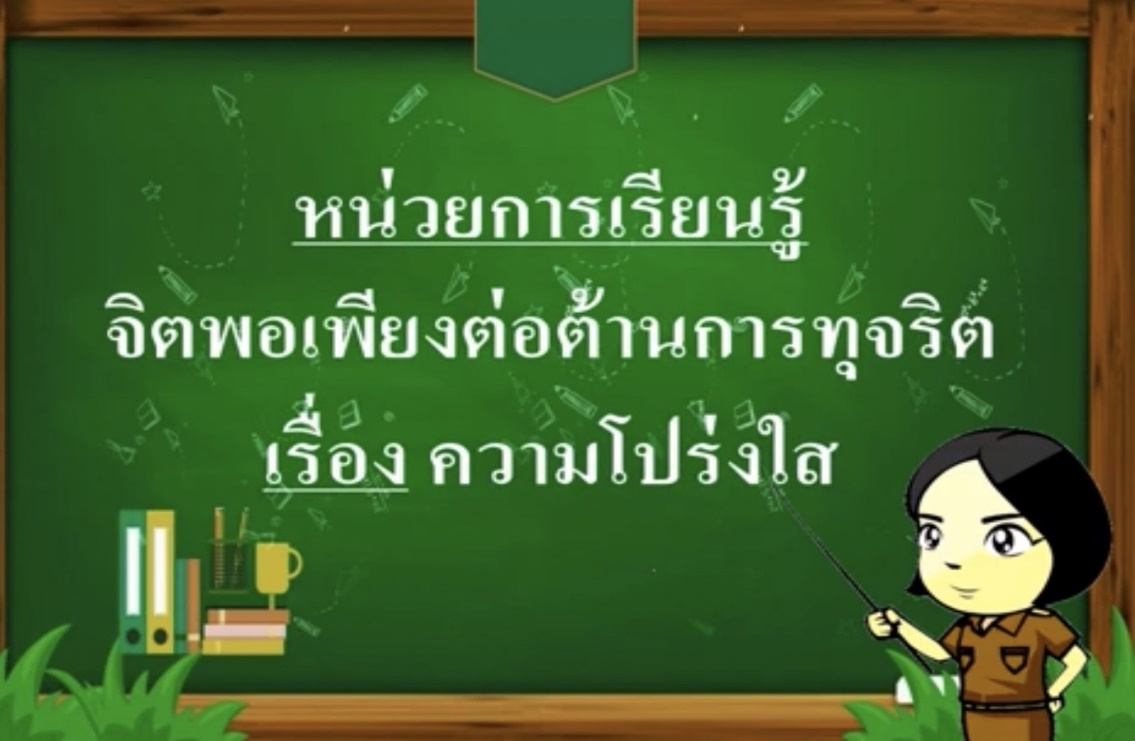 หน่วยการเรียนรู้
จิตพอเพียงต่อต้านการทุจริต
เรื่อง ความโปร่งใส